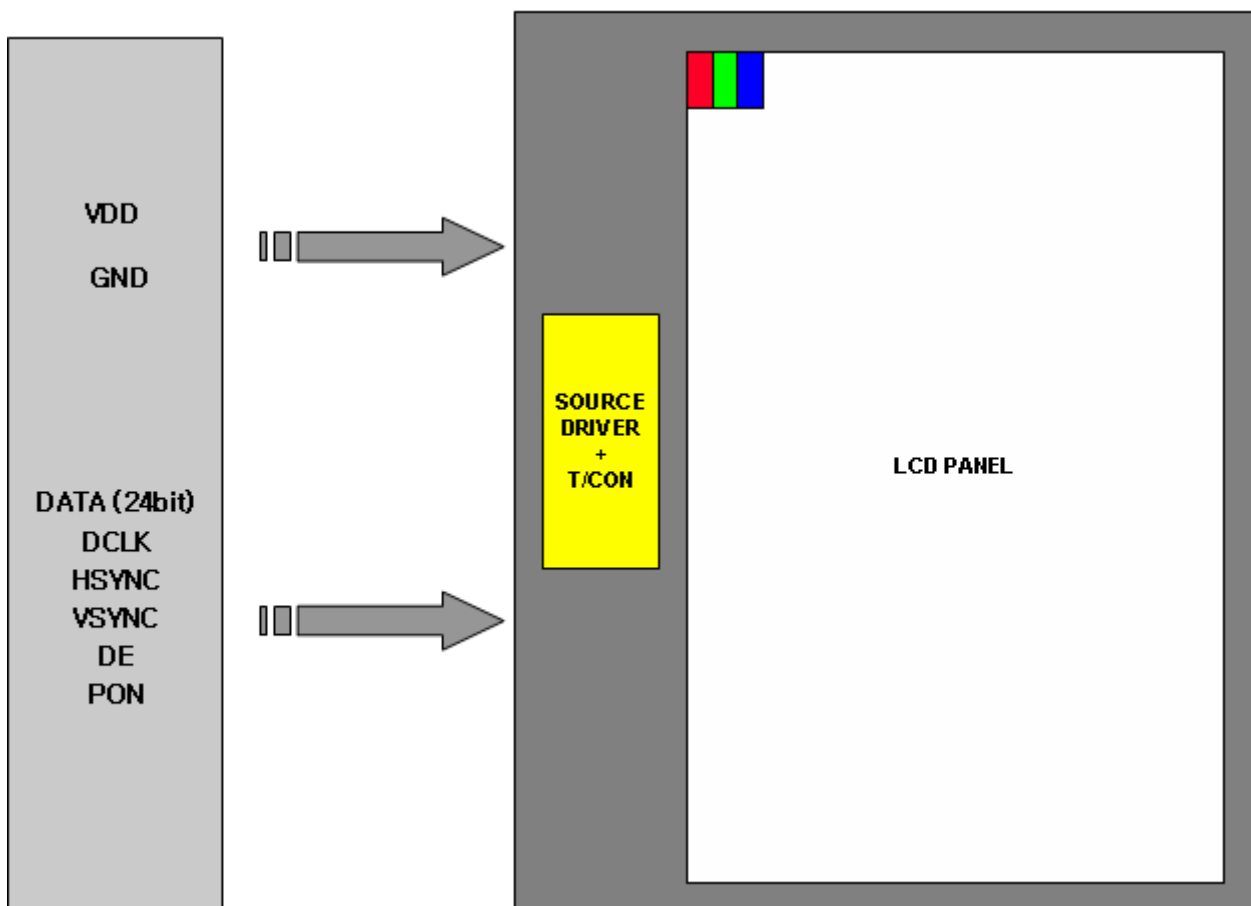 VDD
GND
DATA (24bit)
DCLK
HSYNC
VSYNC
DE
PON
SOURCE
DRIVER
+
T/CON
LCD PANEL